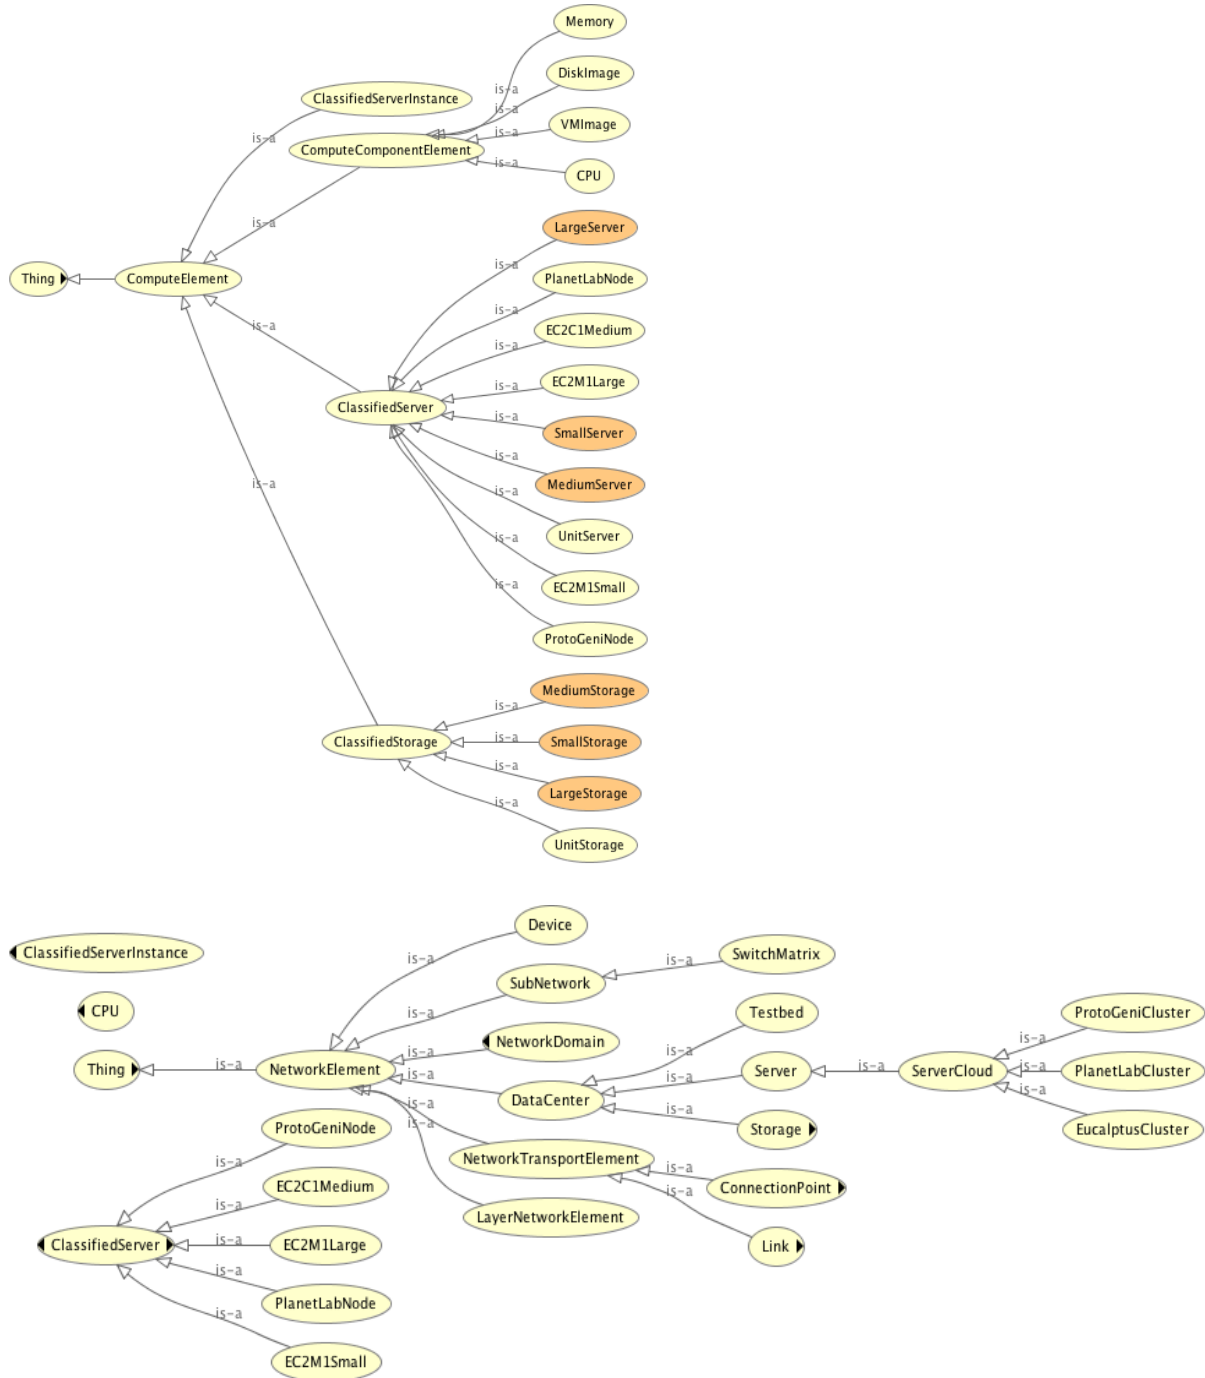 Memory
DiskImage
is-a
ClassifiedServerInstance
is-a
VMImage
is-a
is-a
ComputeComponentElement
is-a
CPU
is-a
LargeServer
is-a
Thing
ComputeElement
PlanetLabNode
is-a
is-a
EC2C1Medium
is-a
EC2M1Large
is-a
ClassifiedServer
is-a
SmallServer
is-a
MediumServer
is-a
is-a
UnitServer
is-a
EC2M1Small
is-a
ProtoGeniNode
MediumStorage
is-a
ClassifiedStorage
is-a
SmallStorage
is-a
LargeStorage
is-a
UnitStorage
Device
ClassifiedServerInstance
is-a
is-a
SwitchMatrix
SubNetwork
CPU
is-a
Testbed
ProtoGeniCluster
NetworkDomain
is-a
is-a
is-a
Thing
is-a
NetworkElement
is-a
is-a
Server
is-a
ServerCloud
is-a
PlanetLabCluster
DataCenter
is-a
is-a
is-a
is-a
ProtoGeniNode
Storage
EucalptusCluster
is-a
NetworkTransportElement
is-a
EC2C1Medium
ConnectionPoint
is-a
is-a
LayerNetworkElement
ClassifiedServer
is-a
EC2M1Large
Link
is-a
PlanetLabNode
is-a
EC2M1Small